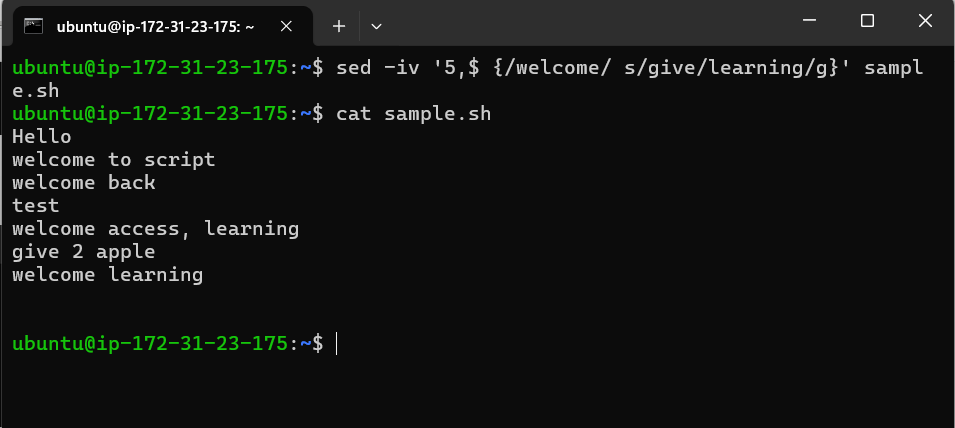 ubuntu@ip-172-31-23-175: ~
ubuntu@ip-172-31-23-175:~$ sed -iv '5,$ {/welcome/ s/give/learning/g}' sampl
e.sh
ubuntu@ip-172-31-23-175:~$ cat sample.sh
Hello
welcome to script
welcome back
test
welcome access, learning
give 2 apple
welcome learning
ubuntu@ip-172-31-23-175:~$